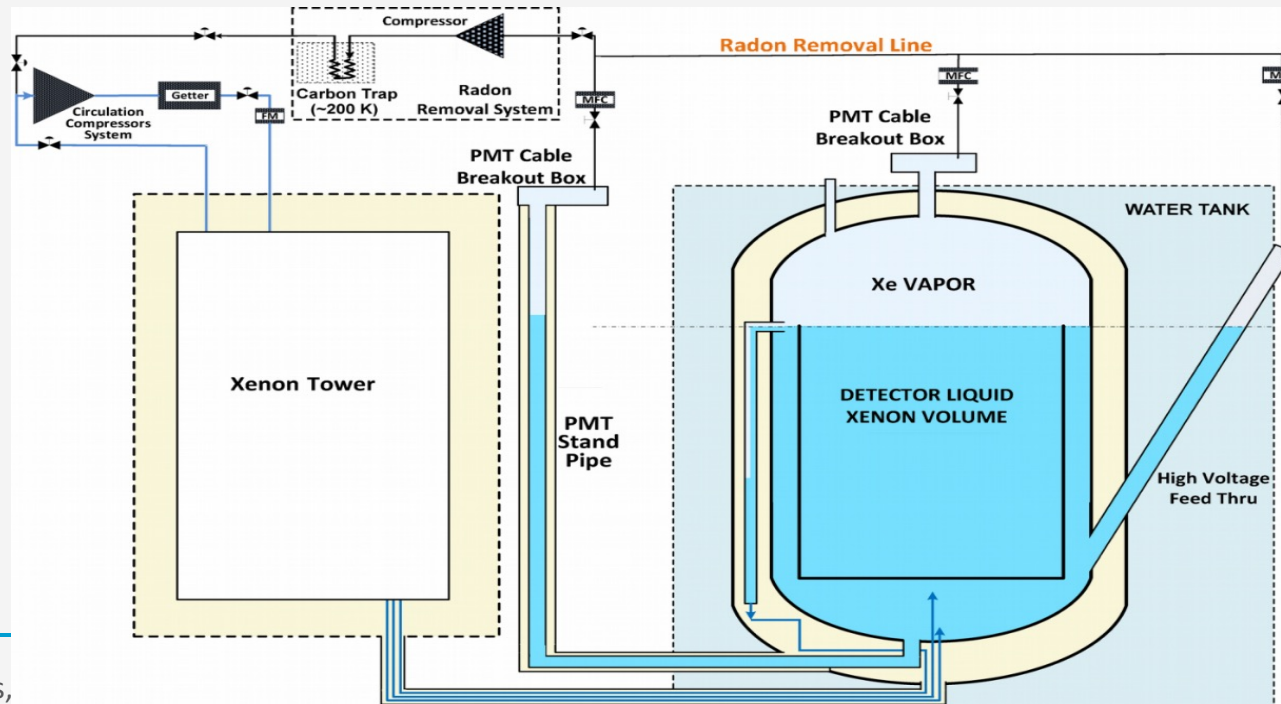 Compressor
Radon Removal Line
Carbon Trap
(~200 K)
Radon
Removal System
Getter
FM
Circulation
Compressors
System
MFC
MFC
PMT Cable
Breakout Box
PMT Cable
Breakout Box
WATER TANK
Xe VAPOR
Xenon Tower
DETECTOR LIQUID
XENON VOLUME
PMT
Stand
Pipe
High Voltage
Feed Thru